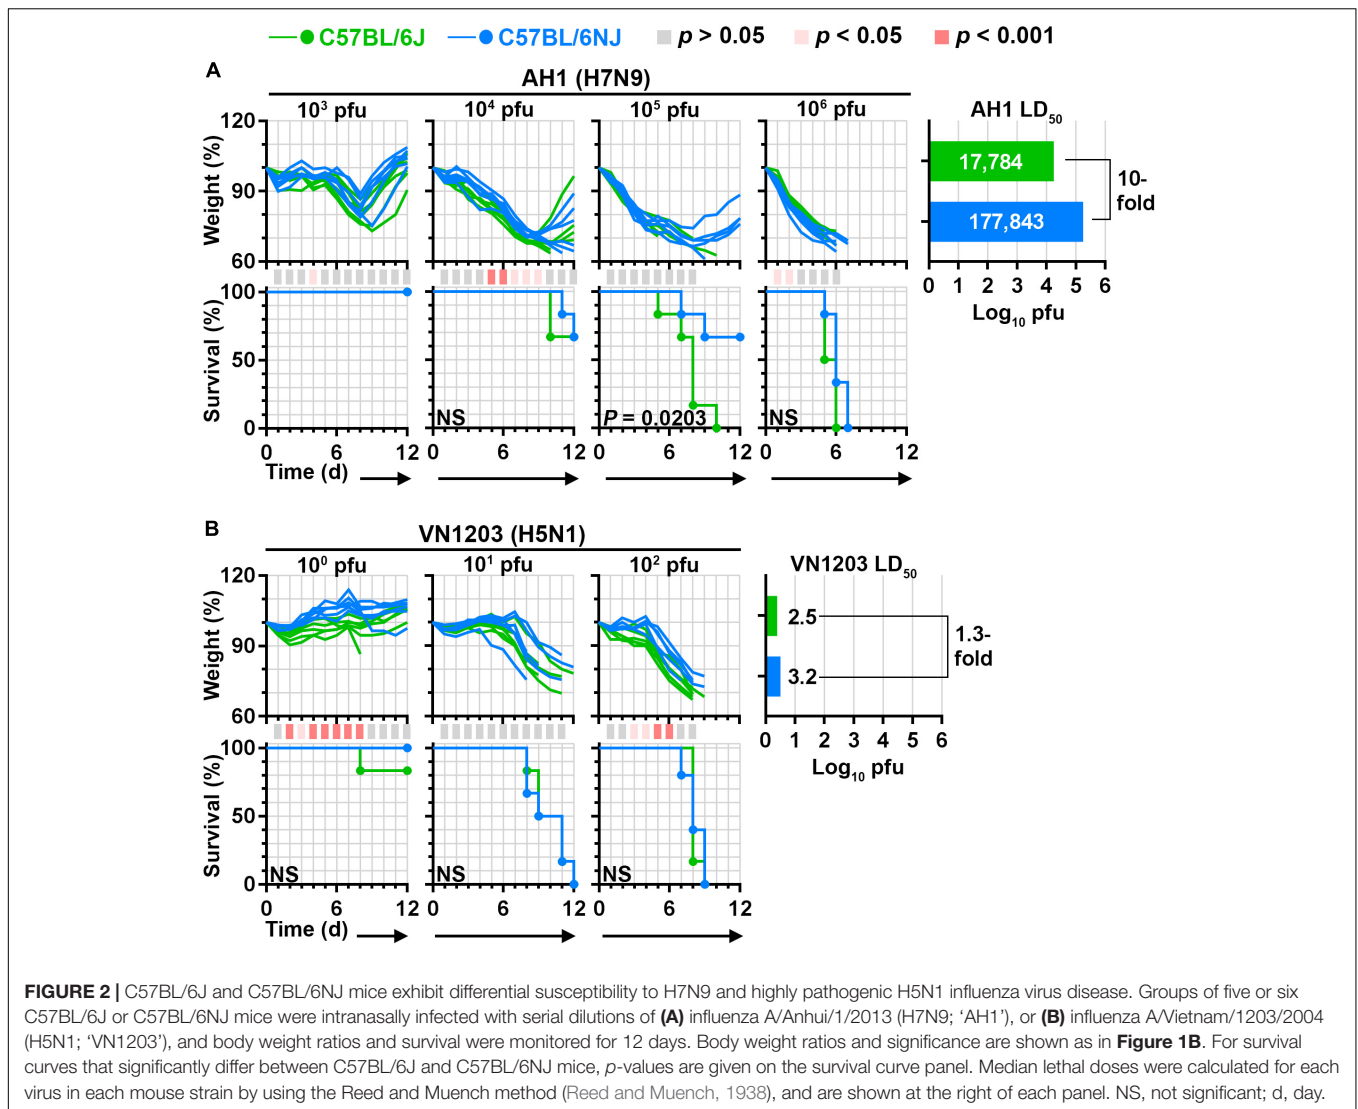 C57BL/6J C57BL/6NJ p > 0.05 p < 0.05 p < 0.001
A
AH1 (H7N9)
10³ pfu 10⁴ pfu 10⁵ pfu 10⁶ pfu
Weight (%)
120
90
60
AH1 LD₅₀
17,784
177,843
10-
fold
0 1 2 3 4 5 6
Log₁₀ pfu
Survival (%)
100
50
0
NS
P = 0.0203
NS
0 6 12 0 6 12 0 6 12 0 6 12
Time (d)
B
VN1203 (H5N1)
10⁰ pfu 10¹ pfu 10² pfu
Weight (%)
120
90
60
VN1203 LD₅₀
2.5
3.2
1.3-
fold
0 1 2 3 4 5 6
Log₁₀ pfu
Survival (%)
100
50
0
NS
NS
NS
0 6 12 0 6 12 0 6 12
Time (d)
FIGURE 2 | C57BL/6J and C57BL/6NJ mice exhibit differential susceptibility to H7N9 and highly pathogenic H5N1 influenza virus disease. Groups of five or six
C57BL/6J or C57BL/6NJ mice were intranasally infected with serial dilutions of (A) influenza A/Anhui/1/2013 (H7N9; ‘AH1’), or (B) influenza A/Vietnam/1203/2004
(H5N1; ‘VN1203’), and body weight ratios and survival were monitored for 12 days. Body weight ratios and significance are shown as in Figure 1B. For survival
curves that significantly differ between C57BL/6J and C57BL/6NJ mice, p-values are given on the survival curve panel. Median lethal doses were calculated for each
virus in each mouse strain by using the Reed and Muench method (Reed and Muench, 1938), and are shown at the right of each panel. NS, not significant; d, day.